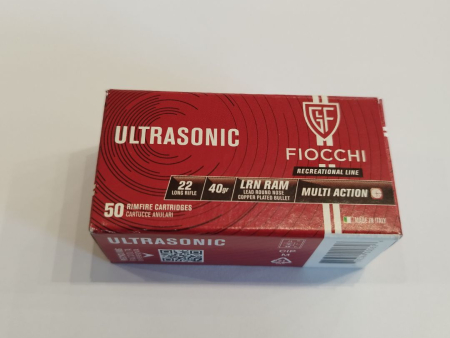 ULTRASONIC
GF
FIOCCHI
RECREATIONAL LINE
22
LONG RIFLE
40gr
LRN RAM
LEAD ROUND NOSE
COPPER PLATED BULLET
MULTI ACTION
50 RIMFIRE CARTRIDGES
CARTUCCE ANULARI
MADE IN ITALY
ULTRASONIC